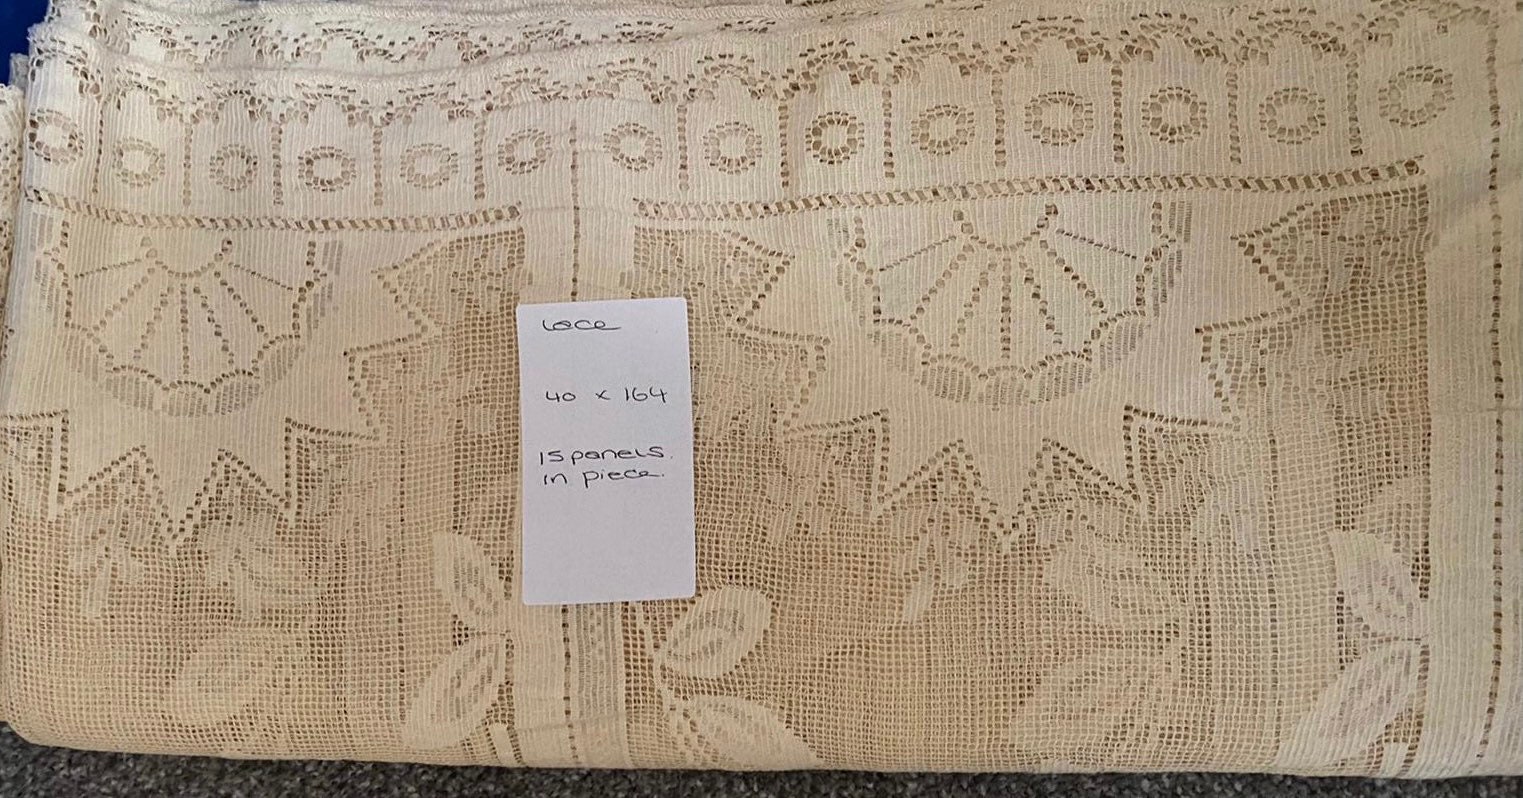 Lace
40 x 164
15 panels.
in piece.